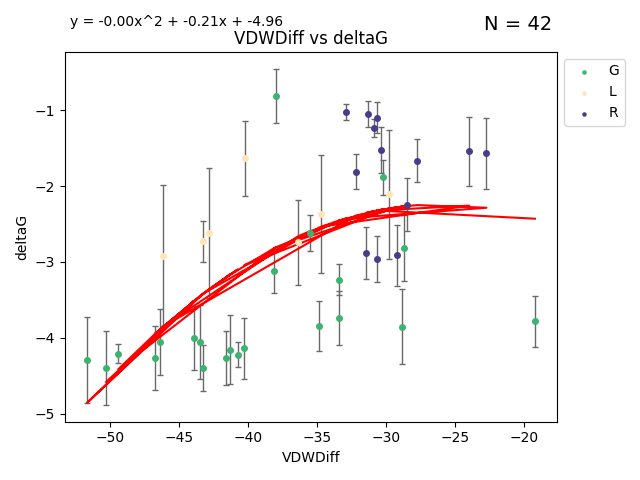 y = -0.00x^2 + -0.21x + -4.96
N = 42
VDWDiff vs deltaG
G
L
R
−1
−2
−3
−4
−5
deltaG
−50 −45 −40 −35 −30 −25 −20
VDWDiff